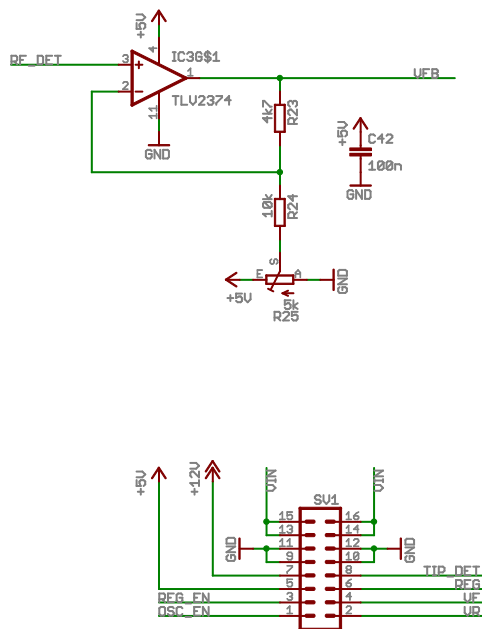 +5V
4
IC3G$1
RF_DET
3
1
VFB
2
TLV2374
11
GND
4k7
R23
+5V
C42
100n
GND
10k
R24
S
E
A
+5V
GND
5k
R25
+5V
+12V
VIN
VIN
SV1
15
16
13
14
GND
11
12
GND
9
10
7
8
TIP_DET
5
6
REG_EN
3
4
VF
OSC_EN
1
2
VR